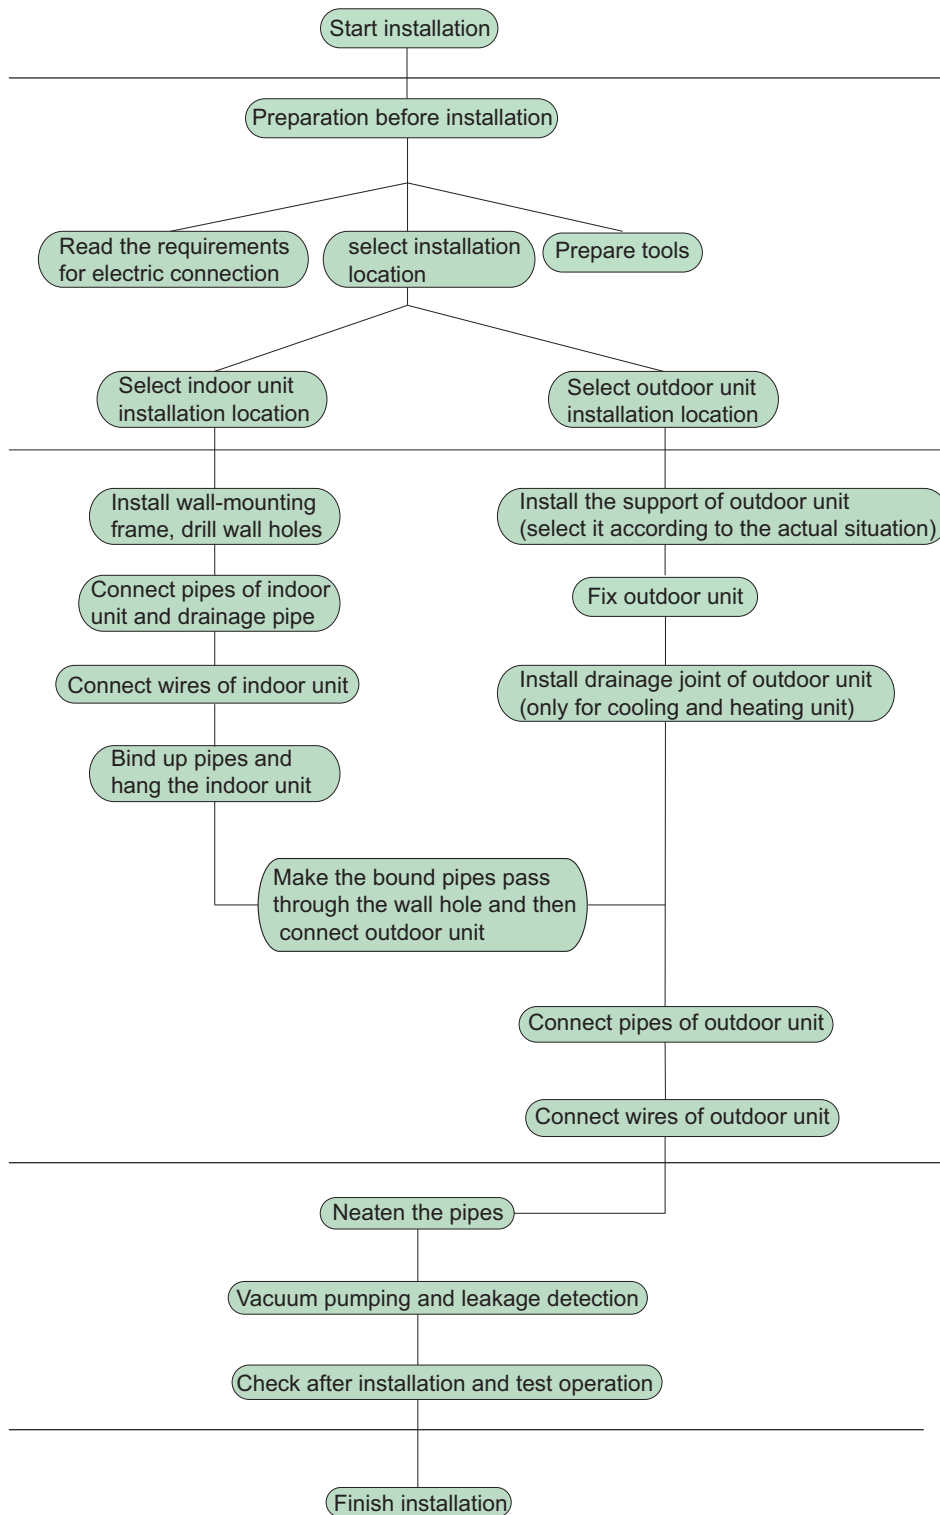 Start installation
Preparation before installation
Read the requirements
for electric connection
select installation
location
Prepare tools
Select indoor unit
installation location
Select outdoor unit
installation location
Install wall-mounting
frame, drill wall holes
Install the support of outdoor unit
(select it according to the actual situation)
Connect pipes of indoor
unit and drainage pipe
Fix outdoor unit
Connect wires of indoor unit
Install drainage joint of outdoor unit
(only for cooling and heating unit)
Bind up pipes and
hang the indoor unit
Make the bound pipes pass
through the wall hole and then
connect outdoor unit
Connect pipes of outdoor unit
Connect wires of outdoor unit
Neaten the pipes
Vacuum pumping and leakage detection
Check after installation and test operation
Finish installation